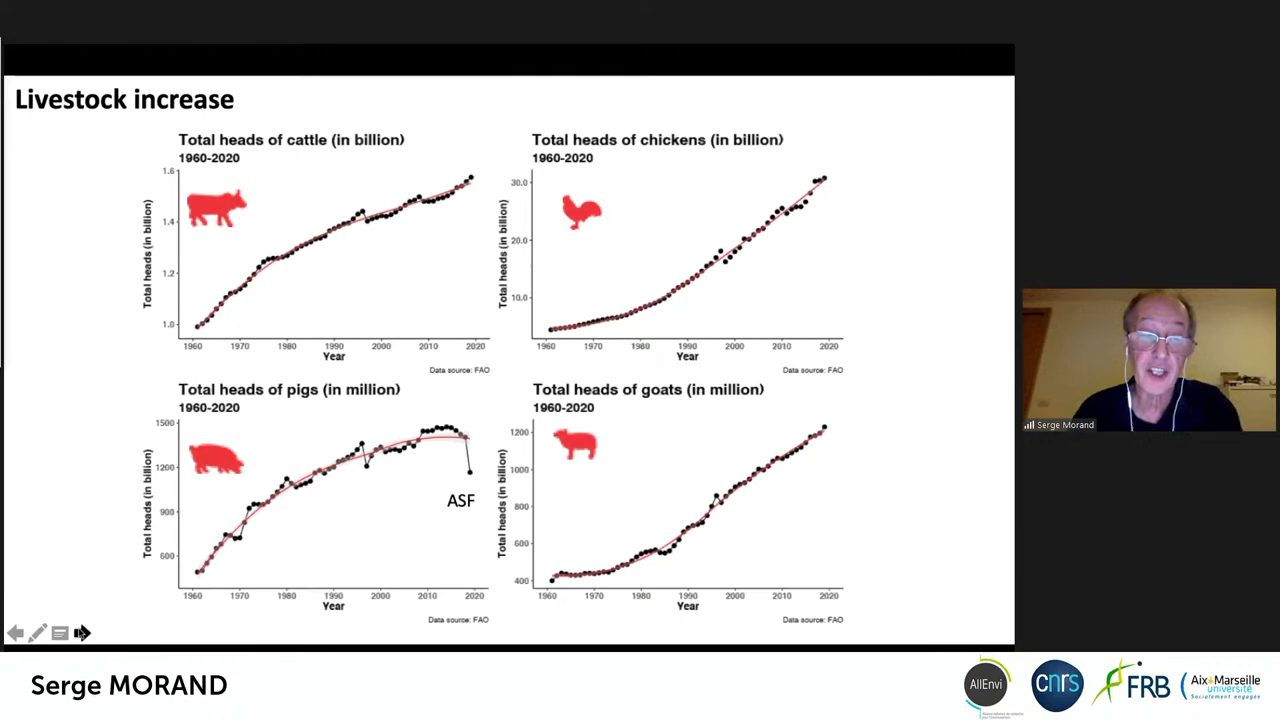 Livestock increase
Total heads of cattle (in billion)
1960-2020
1.6
1.4
1.2
1.0
Total heads (in billion)
1960 1970 1980 1990 2000 2010 2020
Year
Data source: FAO
Total heads of chickens (in billion)
1960-2020
30.0
20.0
10.0
Total heads (in billion)
1960 1970 1980 1990 2000 2010 2020
Year
Data source: FAO
Total heads of pigs (in million)
1960-2020
1500
1200
900
600
Total heads (in billion)
ASF
1960 1970 1980 1990 2000 2010 2020
Year
Data source: FAO
Total heads of goats (in million)
1960-2020
1200
1000
800
600
400
Total heads (in billion)
1960 1970 1980 1990 2000 2010 2020
Year
Data source: FAO
Serge Morand
Serge MORAND
AllEnvi
cnrs
FRB
Aix Marseille
université
Socialement engagée